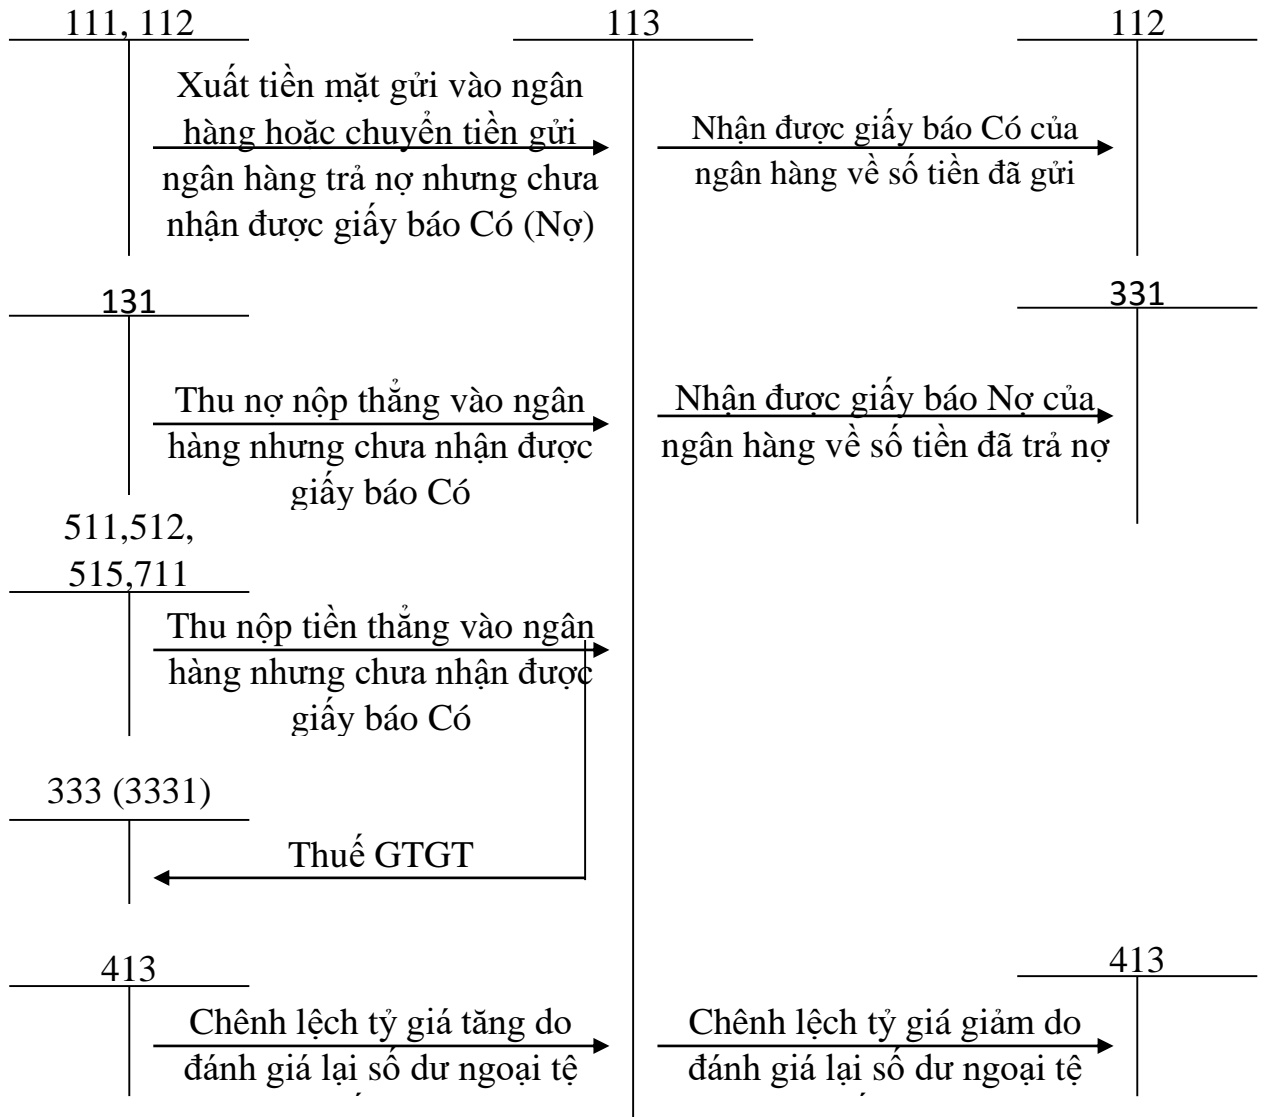 111, 112
113
112
Xuất tiền mặt gửi vào ngân
hàng hoặc chuyển tiền gửi
ngân hàng trả nợ nhưng chưa
nhận được giấy báo Có (Nợ)
Nhận được giấy báo Có của
ngân hàng về số tiền đã gửi
131
331
Thu nợ nộp thẳng vào ngân
hàng nhưng chưa nhận được
giấy báo Có
Nhận được giấy báo Nợ của
ngân hàng về số tiền đã trả nợ
511,512,
515,711
Thu nộp tiền thẳng vào ngân
hàng nhưng chưa nhận được
giấy báo Có
333 (3331)
Thuế GTGT
413
413
Chênh lệch tỷ giá tăng do
đánh giá lại số dư ngoại tệ
Chênh lệch tỷ giá giảm do
đánh giá lại số dư ngoại tệ